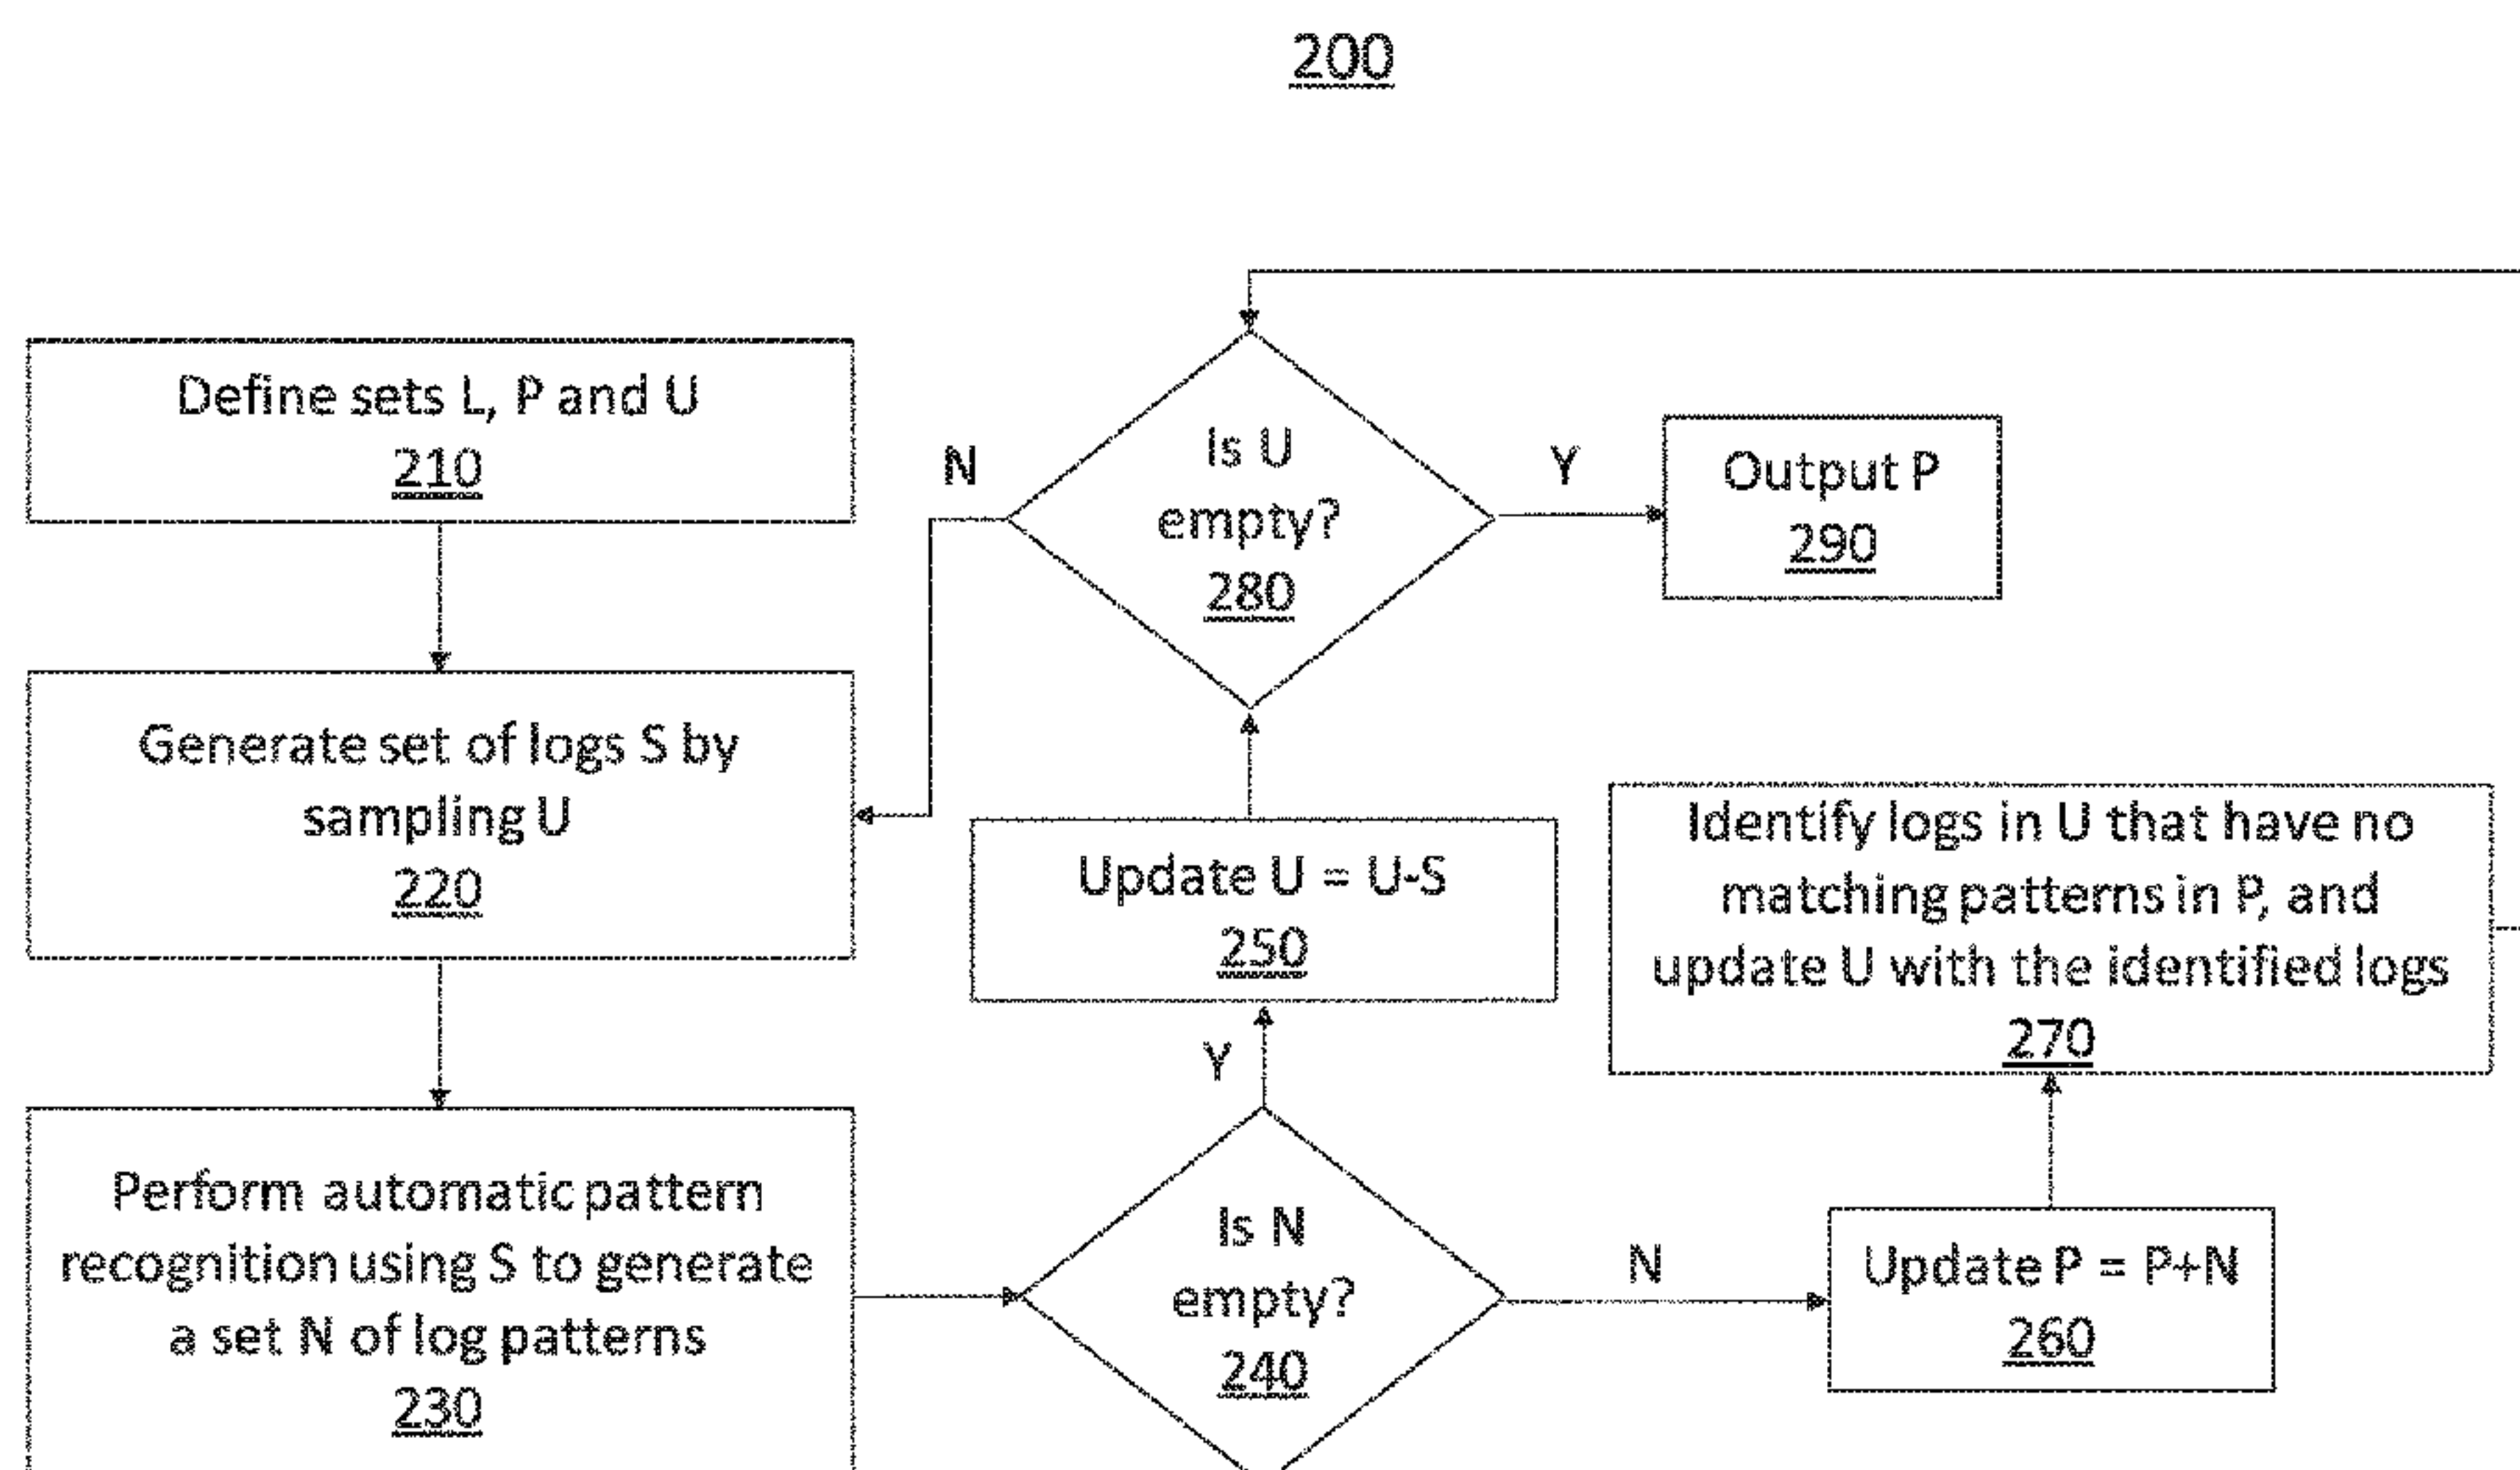 200
Define sets L, P and U
210
Generate set of logs S by
sampling U
220
Perform automatic pattern
recognition using S to generate
a set N of log patterns
230
Is N
empty?
240
Y
N
Update U = U-S
250
Update P = P+N
260
Identify logs in U that have no
matching patterns in P, and
update U with the identified logs
270
Is U
empty?
280
N
Y
Output P
290